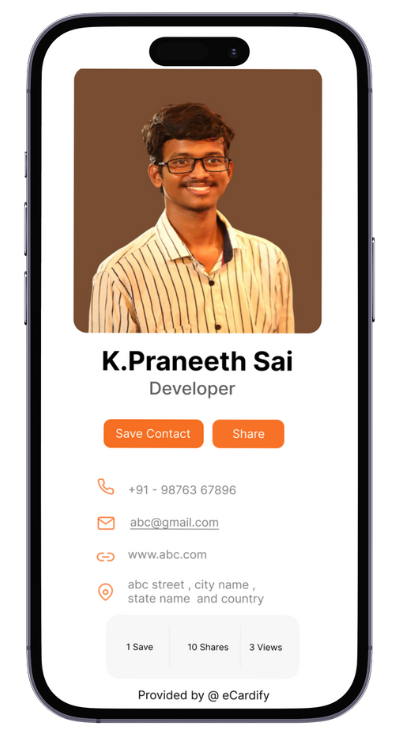 K.Praneeth Sai
Developer
Save Contact
Share
+91 - 98763 67896
abc@gmail.com
www.abc.com
abc street , city name ,
state name and country
1 Save
10 Shares
3 Views
Provided by @ eCardify